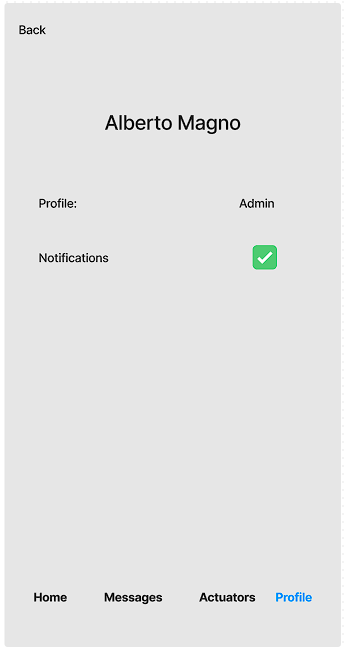 Back
Alberto Magno
Profile: Admin
Notifications
Home Messages Actuators Profile